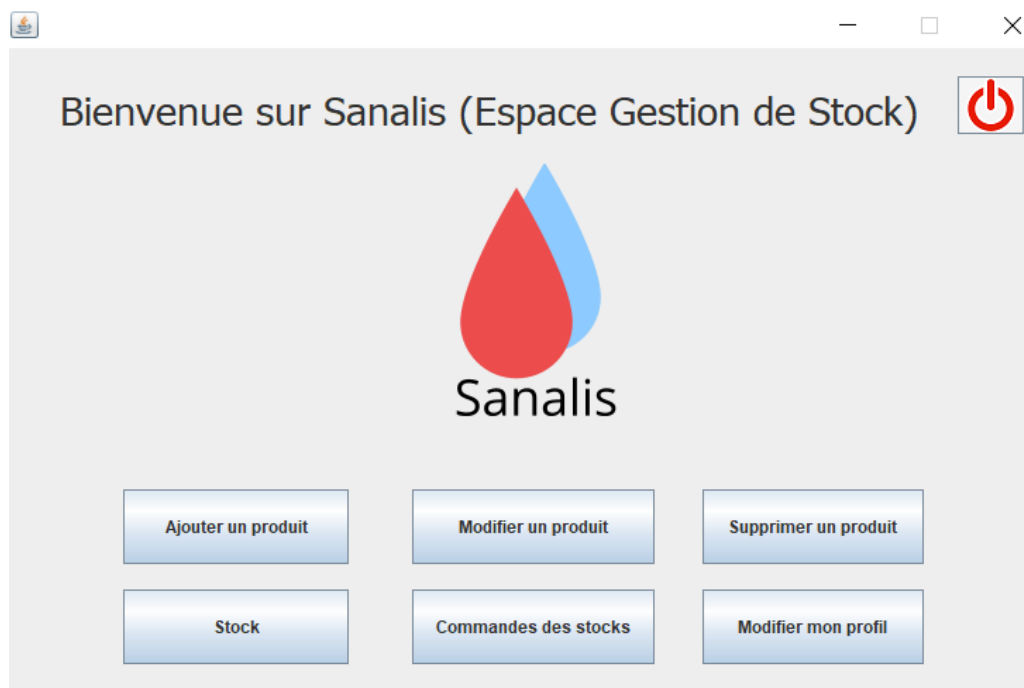 Bienvenue sur Sanalis (Espace Gestion de Stock)
Sanalis
Ajouter un produit
Modifier un produit
Supprimer un produit
Stock
Commandes des stocks
Modifier mon profil